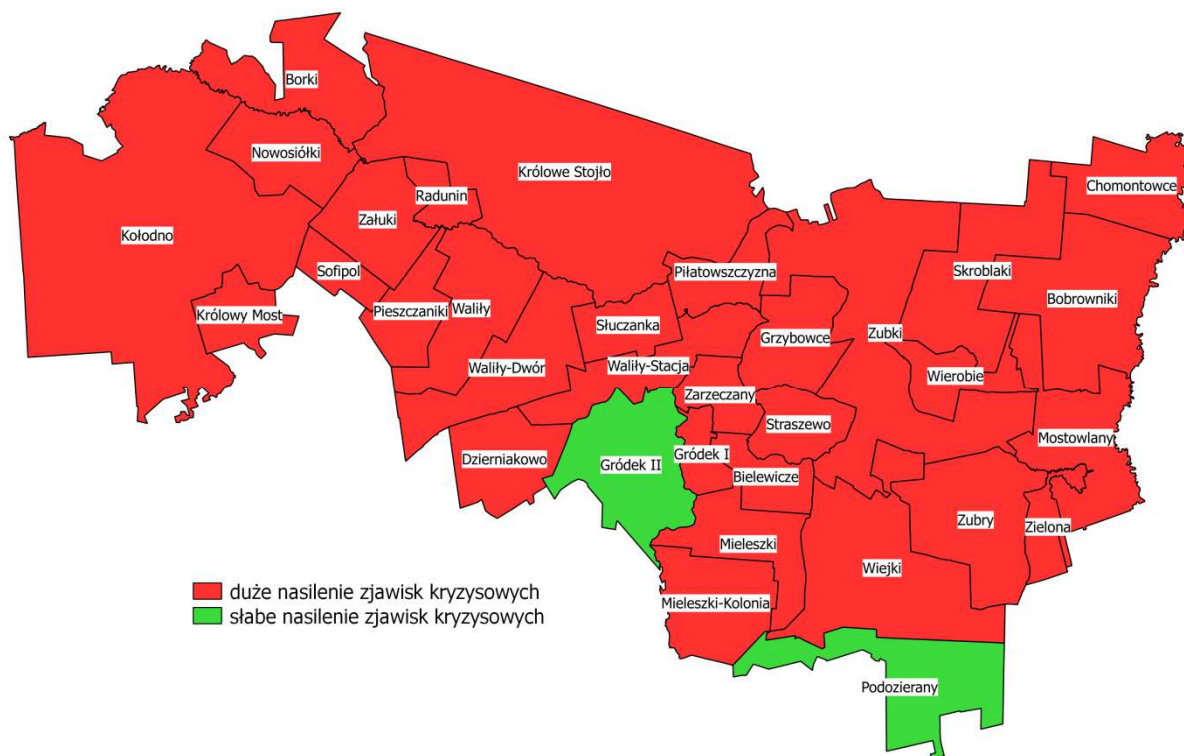 Borki
Chomontowce
Nowosiółki
Królowe Stojło
Radunin
Załuki
Kołodno
Skroblaki
Sofipol
Piłatowszczyzna
Bobrowniki
Królowy Most
Pieszczaniki
Waliły
Słuczanka
Grzybowce
Zubki
Waliły-Dwór
Waliły-Stacja
Wierobie
Zarzeczany
Straszewo
Mostowlany
Dzierniakowo
Gródek II
Gródek I
Bielewicze
Zubry
Zielona
Mieleszki
Wiejki
duże nasilenie zjawisk kryzysowych
słabe nasilenie zjawisk kryzysowych
Mieleszki-Kolonia
Podozierany